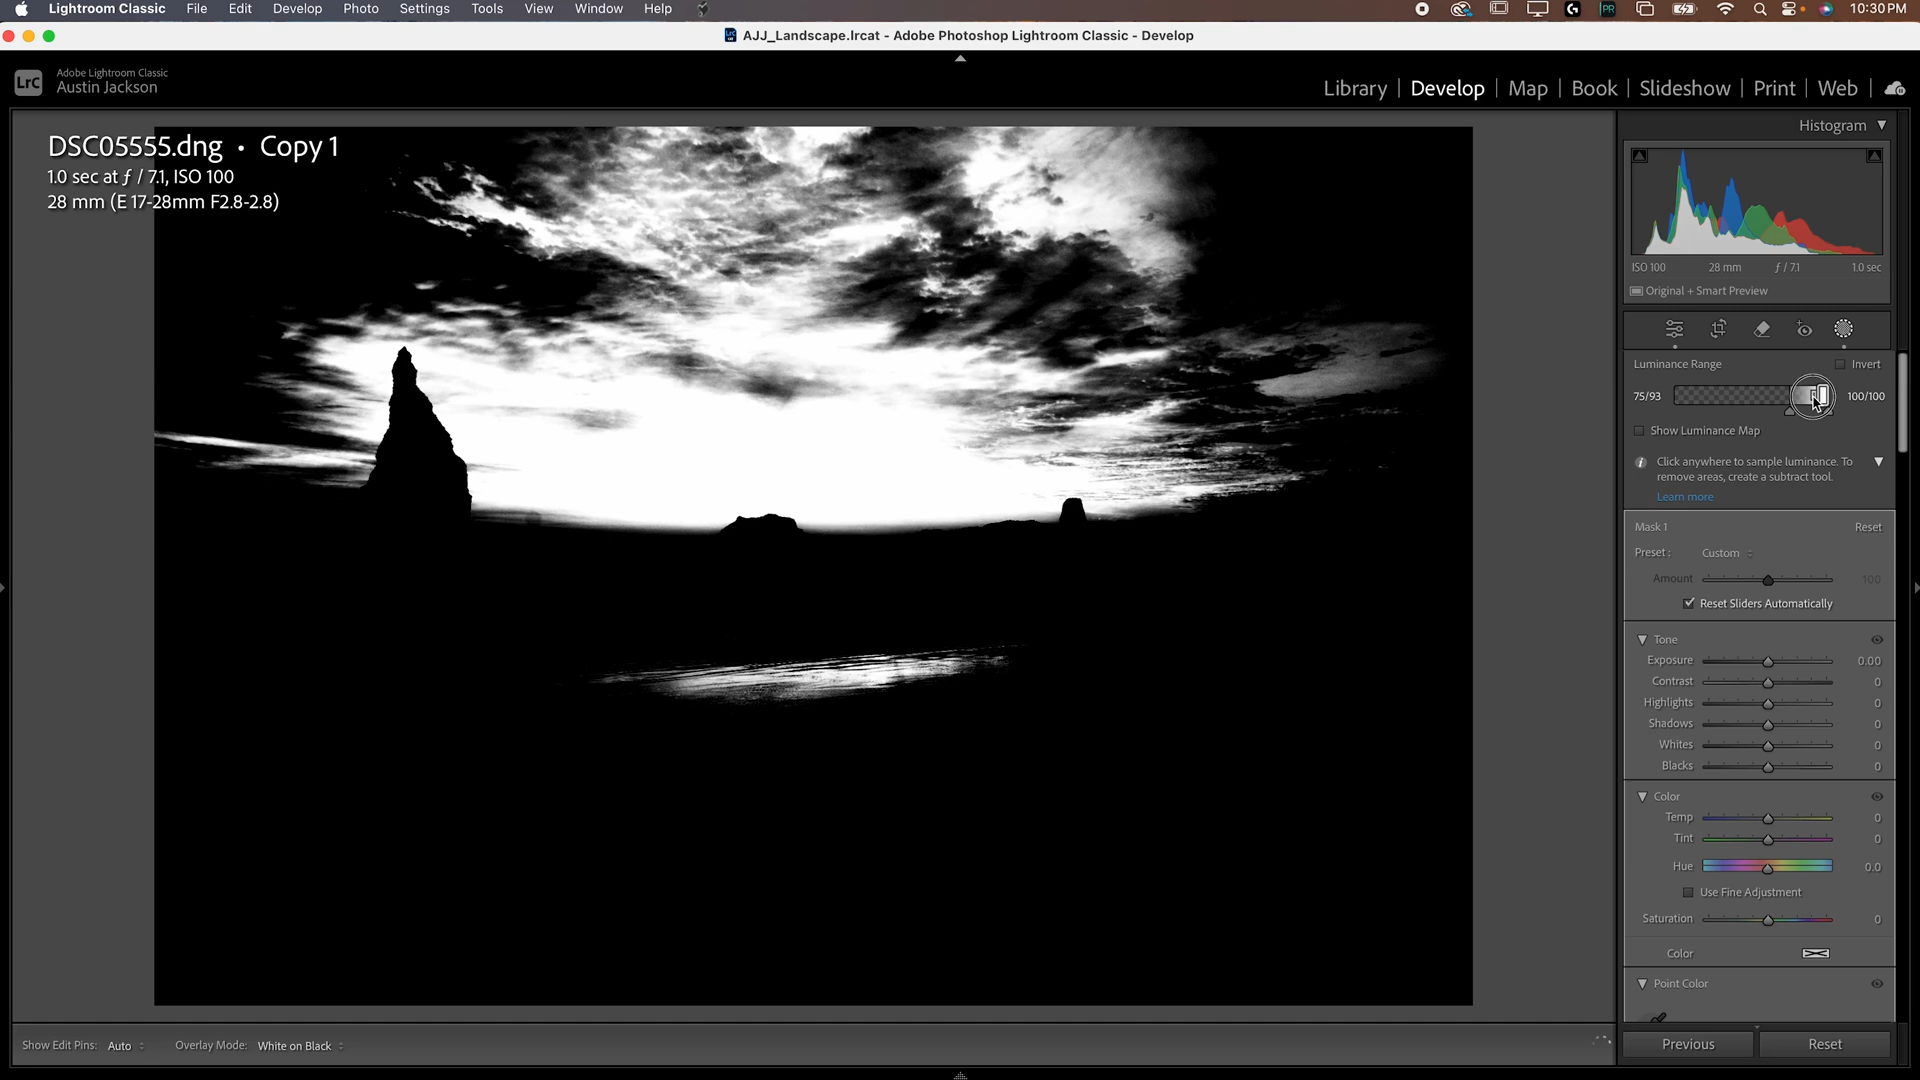 Lightroom Classic File Edit Develop Photo Settings Tools View Window Help PR 10:30 PM
LrC AJJ_Landscape.lrcat - Adobe Photoshop Lightroom Classic - Develop
LrC Adobe Lightroom Classic
Austin Jackson
Library | Develop | Map | Book | Slideshow | Print | Web
DSC05555.dng • Copy 1
1.0 sec at ƒ / 7.1, ISO 100
28 mm (E 17-28mm F2.8-2.8)
Histogram
ISO 100 28 mm ƒ / 7.1 1.0 sec
Original + Smart Preview
Luminance Range Invert
75/93 100/100
Show Luminance Map
Click anywhere to sample luminance. To
remove areas, create a subtract tool.
Learn more
Mask 1 Reset
Preset : Custom
Amount 100
Reset Sliders Automatically
Tone
Exposure 0.00
Contrast 0
Highlights 0
Shadows 0
Whites 0
Blacks 0
Color
Temp 0
Tint 0
Hue 0.0
Use Fine Adjustment
Saturation 0
Color
Point Color
Show Edit Pins: Auto Overlay Mode: White on Black
Previous Reset